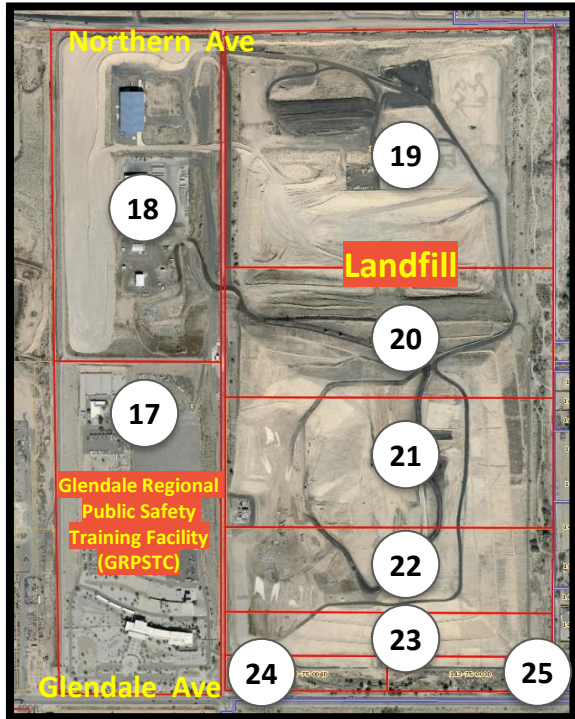 Northern Ave
19
18
Landfill
20
17
21
Glendale Regional
Public Safety
Training Facility
(GRPSTC)
22
23
24
25
Glendale Ave